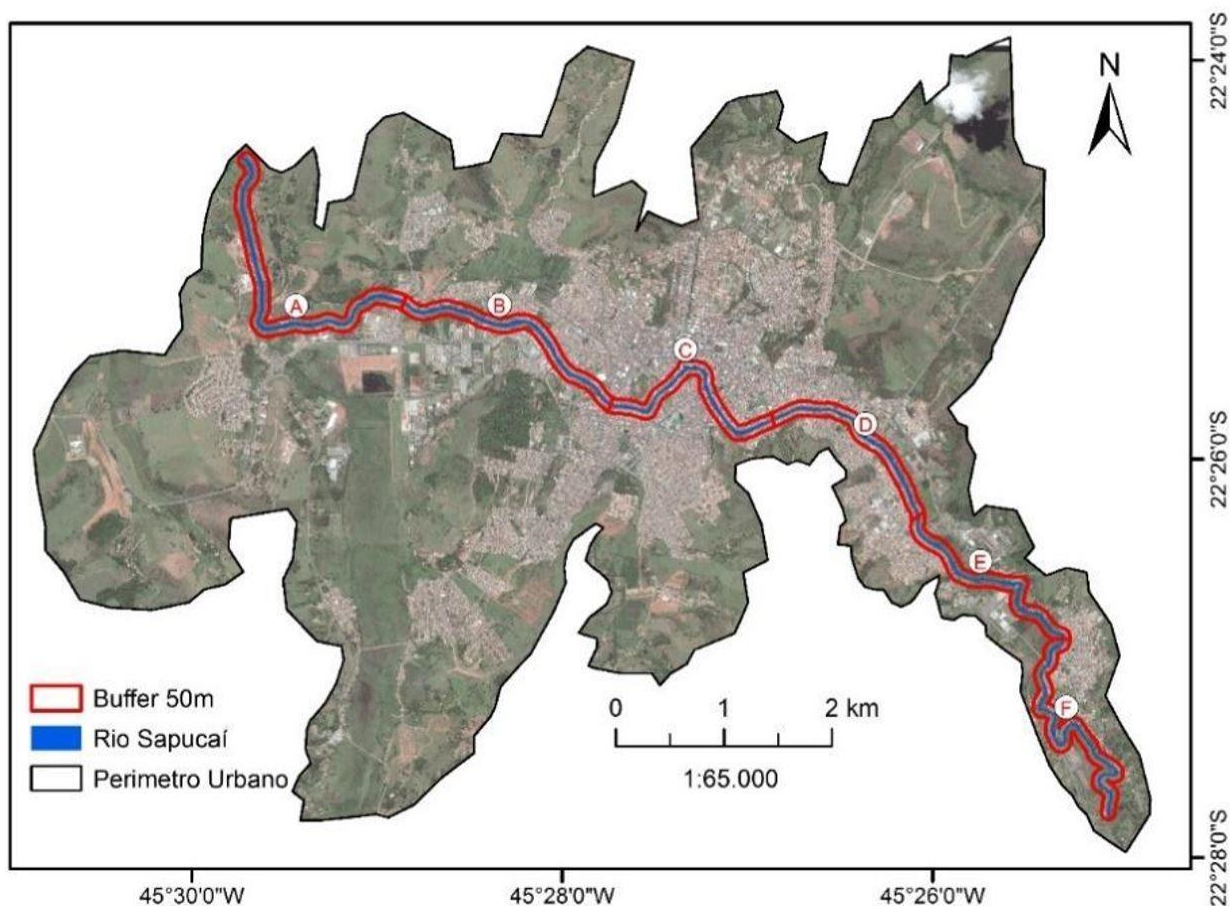 22°24'0"S
N
A
B
C
D
22°26'0"S
E
F
Buffer 50m
Rio Sapucaí
Perimetro Urbano
0 1 2 km
1:65.000
22°28'0"S
45°30'0"W 45°28'0"W 45°26'0"W